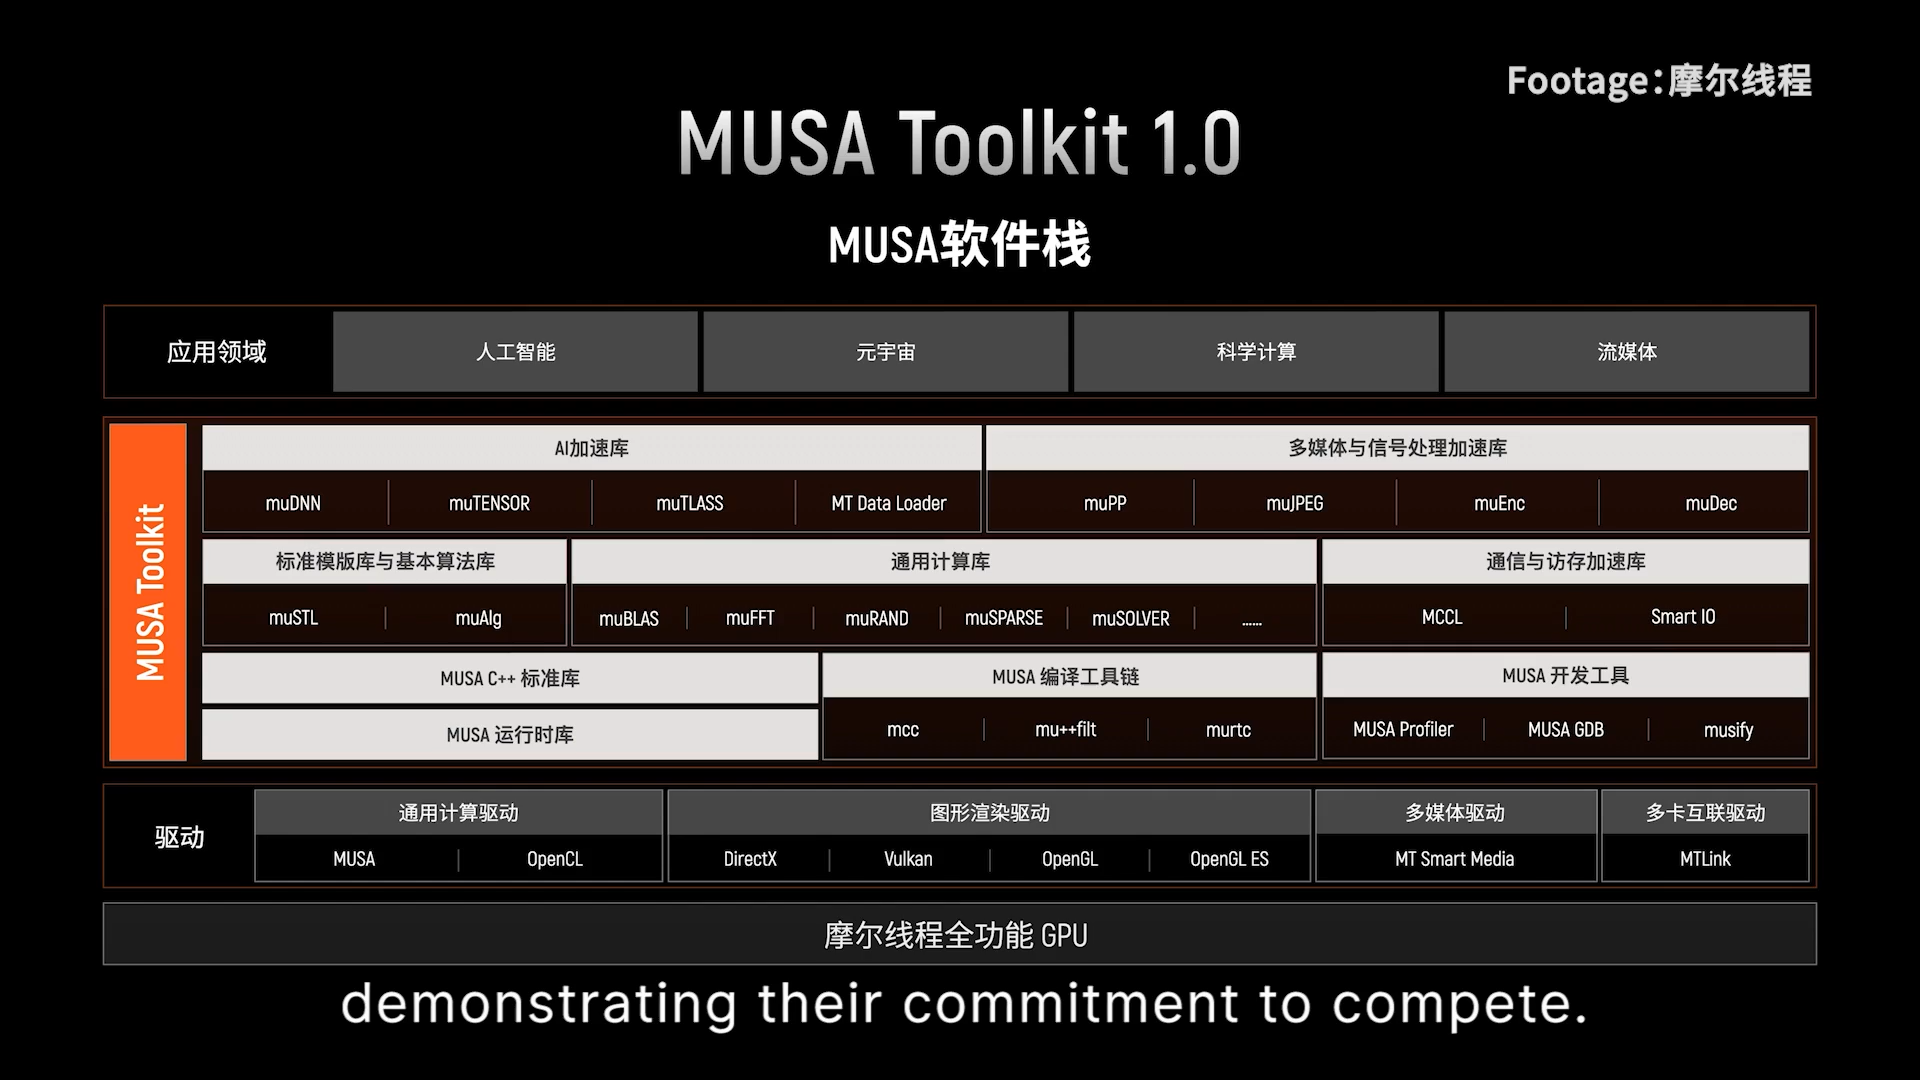 Footage:摩尔线程
MUSA Toolkit 1.0
MUSA软件栈
应用领域
人工智能
元宇宙
科学计算
流媒体
MUSA Toolkit
AI加速库
muDNN
muTENSOR
muTLASS
MT Data Loader
多媒体与信号处理加速库
muPP
muJPEG
muEnc
muDec
标准模版库与基本算法库
muSTL
muAlg
通用计算库
muBLAS
muFFT
muRAND
muSPARSE
muSOLVER
......
通信与访存加速库
MCCL
Smart IO
MUSA C++ 标准库
MUSA 运行时库
MUSA 编译工具链
mcc
mu++filt
murtc
MUSA 开发工具
MUSA Profiler
MUSA GDB
musify
驱动
通用计算驱动
MUSA
OpenCL
图形渲染驱动
DirectX
Vulkan
OpenGL
OpenGL ES
多媒体驱动
MT Smart Media
多卡互联驱动
MTLink
摩尔线程全功能 GPU
demonstrating their commitment to compete.